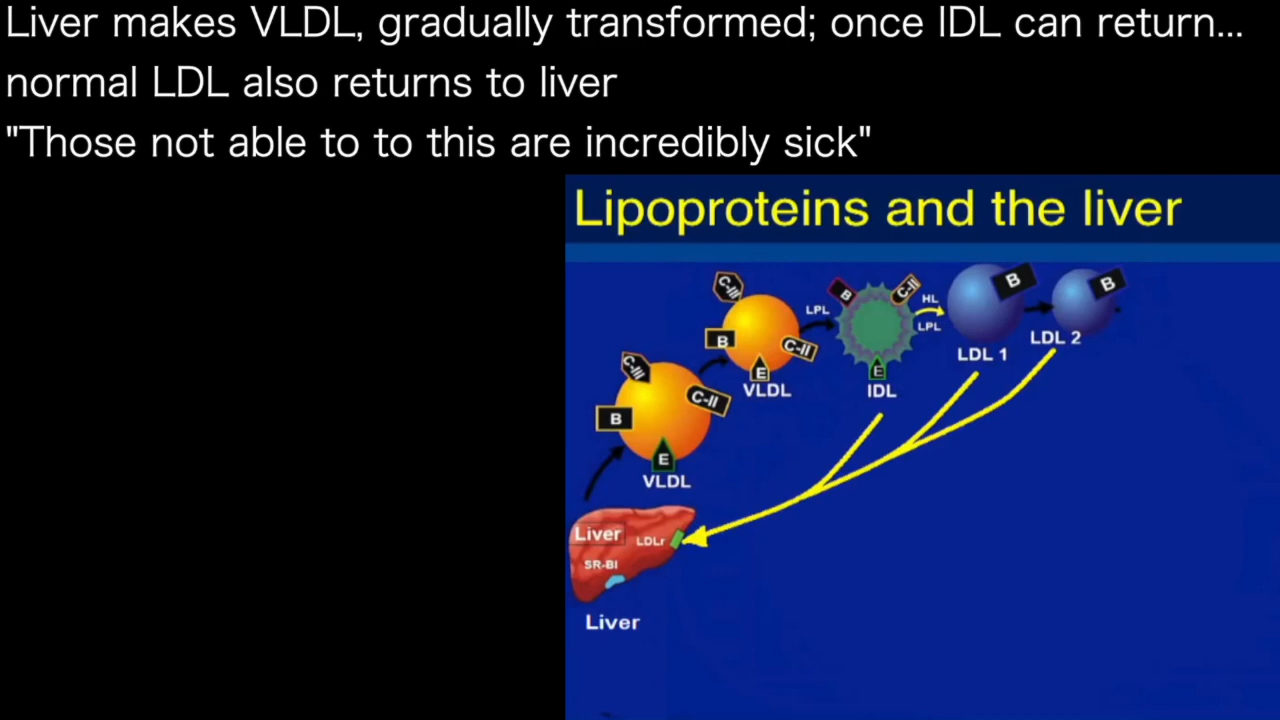 Liver makes VLDL, gradually transformed; once IDL can return...
normal LDL also returns to liver
"Those not able to to this are incredibly sick"
Lipoproteins and the liver
C-III
B
C-II
E
VLDL
C-III
B
C-II
E
VLDL
LPL
B
C-II
E
IDL
HL
LPL
B
LDL 1
B
LDL 2
Liver
LDLr
SR-BI
Liver